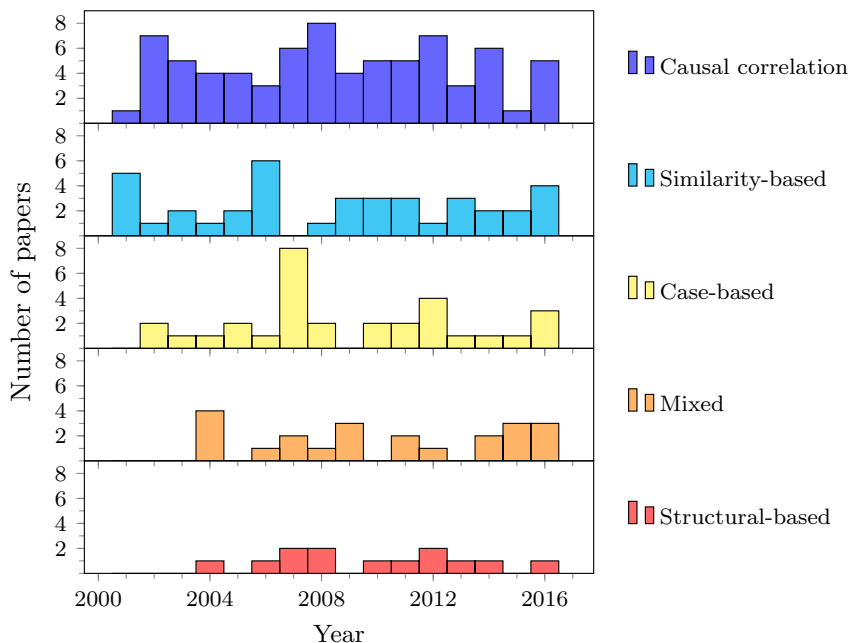 8
6
4
2
Causal correlation
8
6
4
2
Similarity-based
8
6
4
2
Case-based
8
6
4
2
Mixed
8
6
4
2
Structural-based
Number of papers
2000 2004 2008 2012 2016
Year